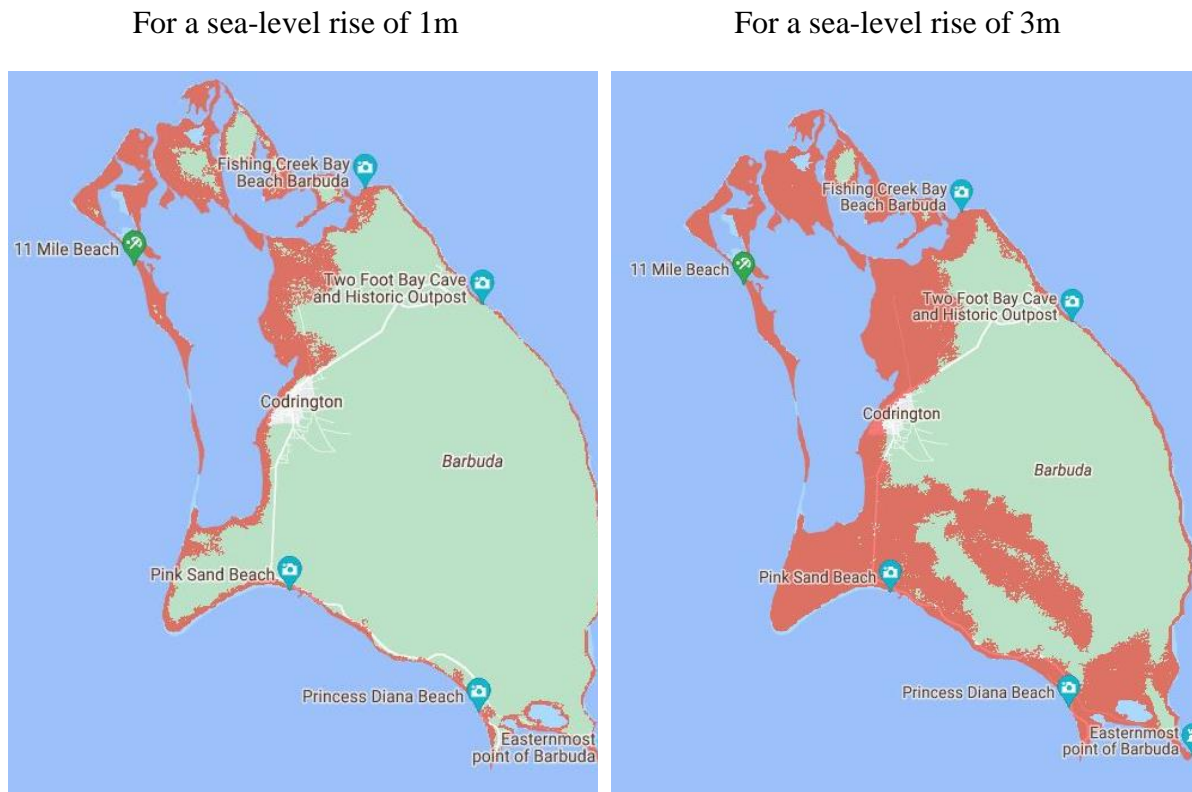 For a sea-level rise of 1m
For a sea-level rise of 3m
Fishing Creek Bay
Beach Barbuda
11 Mile Beach
Two Foot Bay Cave
and Historic Outpost
Codrington
Barbuda
Pink Sand Beach
Princess Diana Beach
Easternmost
point of Barbuda
Fishing Creek Bay
Beach Barbuda
11 Mile Beach
Two Foot Bay Cave
and Historic Outpost
Codrington
Barbuda
Pink Sand Beach
Princess Diana Beach
Easternmost
point of Barbuda